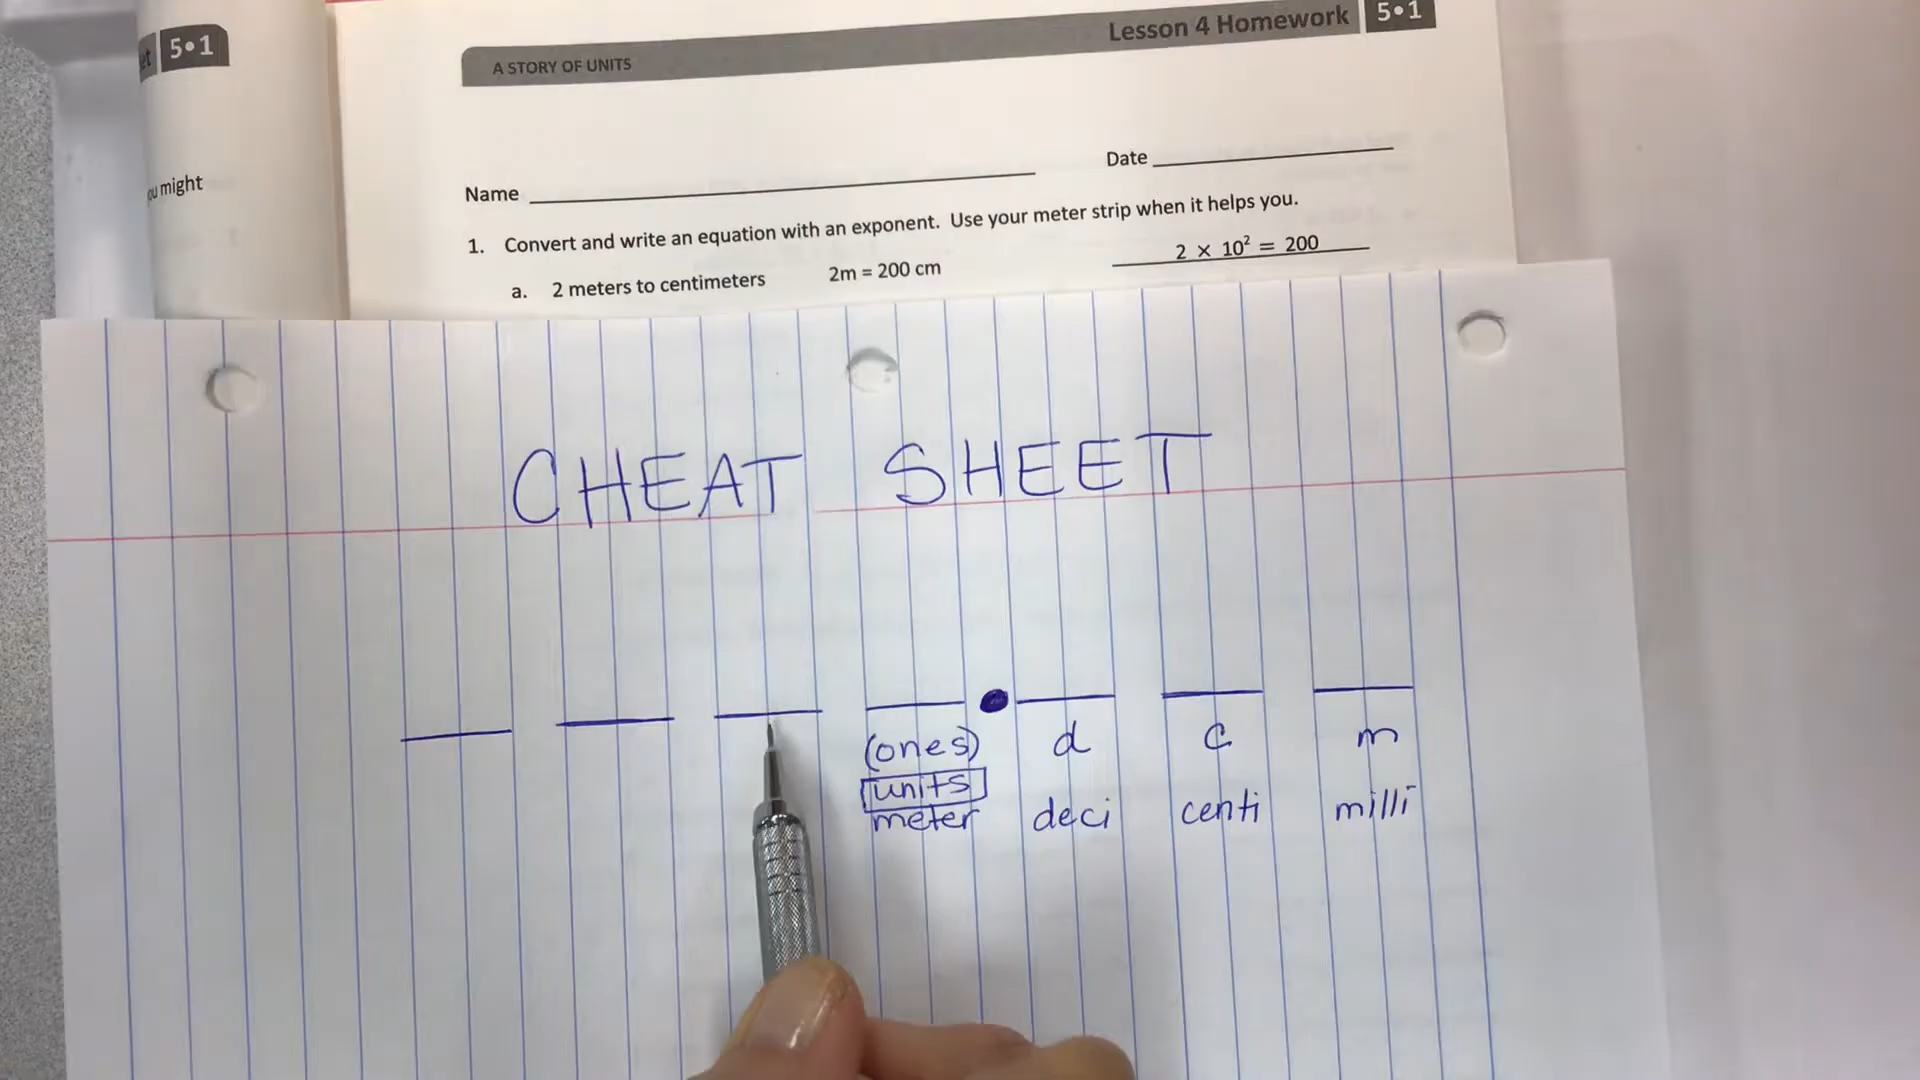 5•1
Lesson 4 Homework 5•1
A STORY OF UNITS
might
Name
Date
1. Convert and write an equation with an exponent. Use your meter strip when it helps you.
a. 2 meters to centimeters 2m = 200 cm 2 × 10² = 200
CHEAT SHEET
(ones) d c m
units
meter deci centi milli